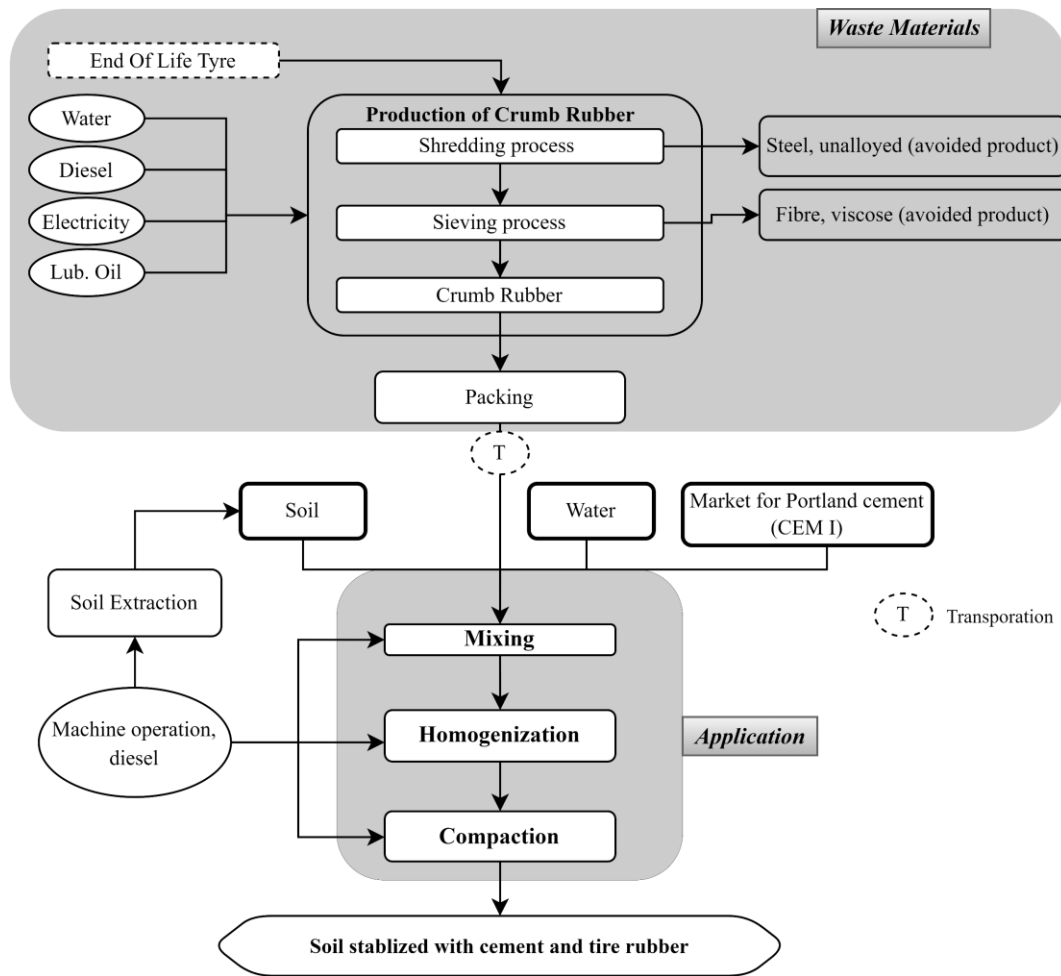 Waste Materials
End Of Life Tyre
Water
Diesel
Electricity
Lub. Oil
Production of Crumb Rubber
Shredding process
Sieving process
Crumb Rubber
Steel, unalloyed (avoided product)
Fibre, viscose (avoided product)
Packing
T
Soil
Water
Market for Portland cement
(CEM I)
Soil Extraction
T
Transporation
Mixing
Machine operation,
diesel
Homogenization
Application
Compaction
Soil stablized with cement and tire rubber